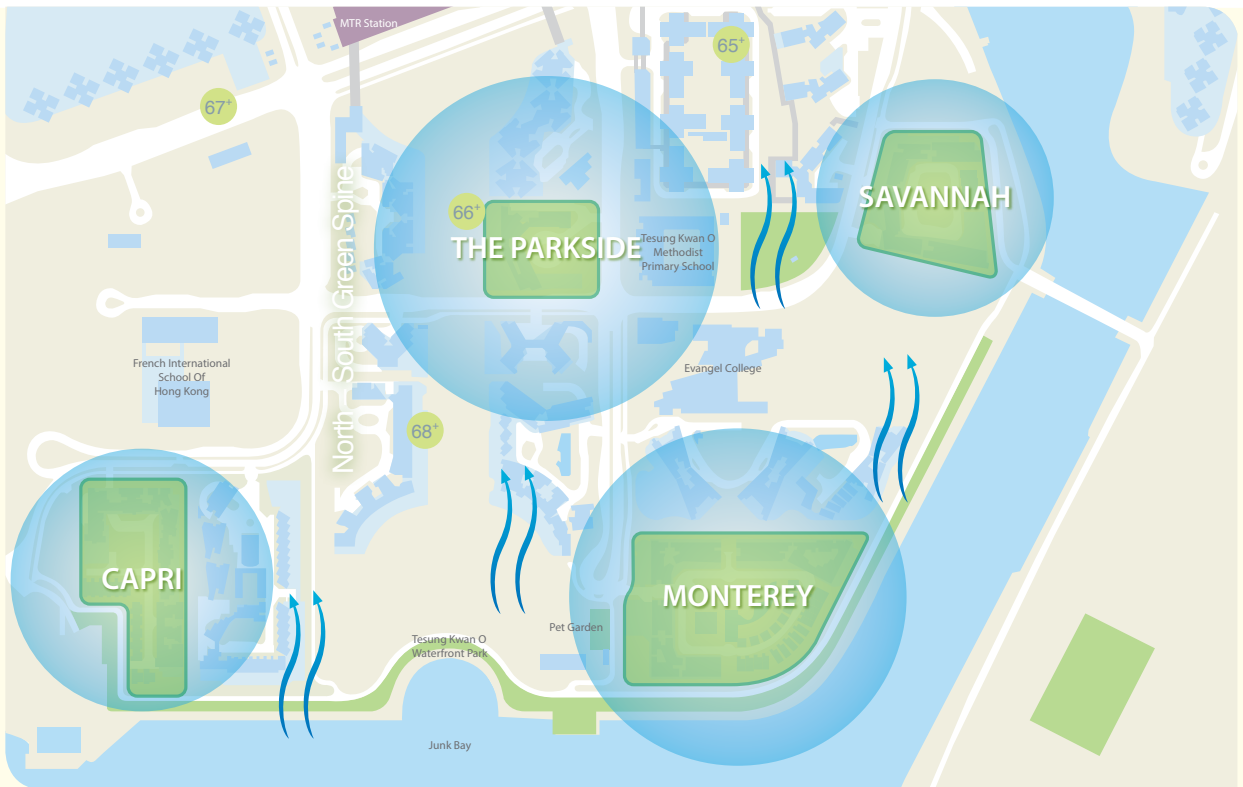 MTR Station
65+
67+
66+
SAVANNAH
THE PARKSIDE
Tesung Kwan O
Methodist
Primary School
North – South Green Spine
French International
School Of
Hong Kong
Evangel College
68+
CAPRI
MONTEREY
Pet Garden
Tesung Kwan O
Waterfront Park
Junk Bay